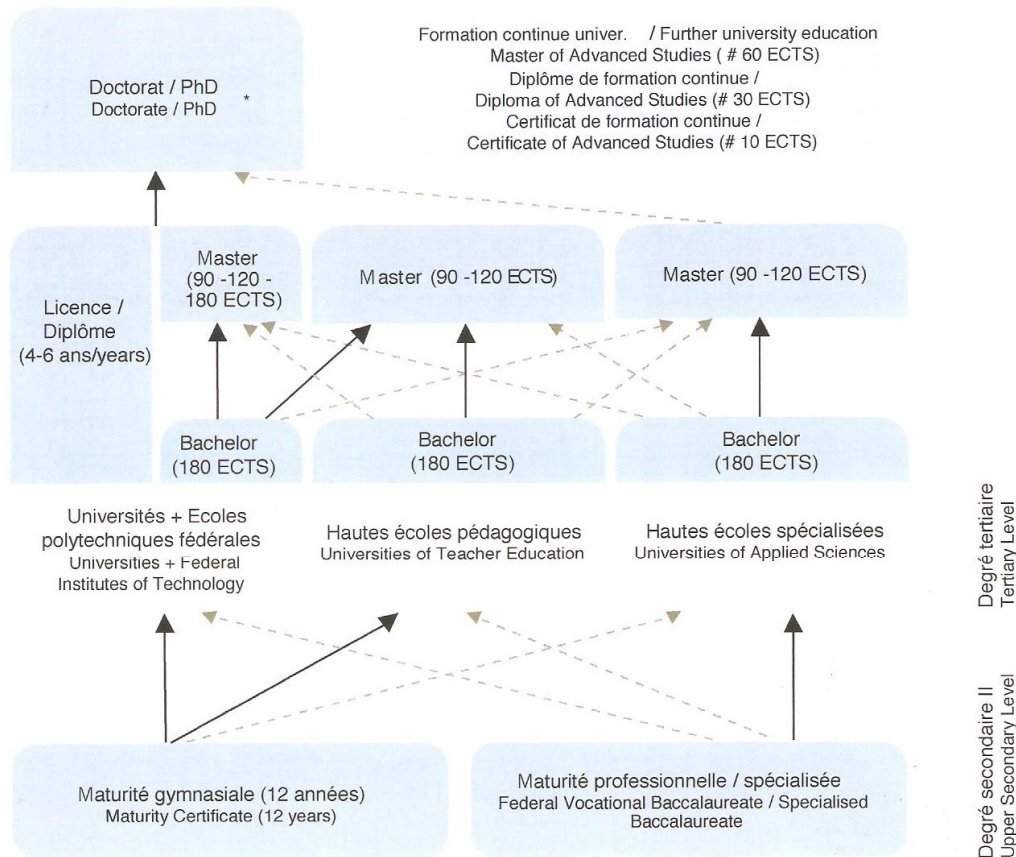 Doctorat / PhD
Doctorate / PhD *
Formation continue univer. / Further university education
Master of Advanced Studies ( # 60 ECTS)
Diplôme de formation continue /
Diploma of Advanced Studies (# 30 ECTS)
Certificat de formation continue /
Certificate of Advanced Studies (# 10 ECTS)
Licence /
Diplôme
(4-6 ans/years)
Master
(90 -120 -
180 ECTS)
Master (90 -120 ECTS)
Master (90 -120 ECTS)
Bachelor
(180 ECTS)
Bachelor
(180 ECTS)
Bachelor
(180 ECTS)
Universités + Ecoles
polytechniques fédérales
Universities + Federal
Institutes of Technology
Hautes écoles pédagogiques
Universities of Teacher Education
Hautes écoles spécialisées
Universities of Applied Sciences
Degré tertiaire
Tertiary Level
Maturité gymnasiale (12 années)
Maturity Certificate (12 years)
Maturité professionnelle / spécialisée
Federal Vocational Baccalaureate / Specialised
Baccalaureate
Degré secondaire II
Upper Secondary Level